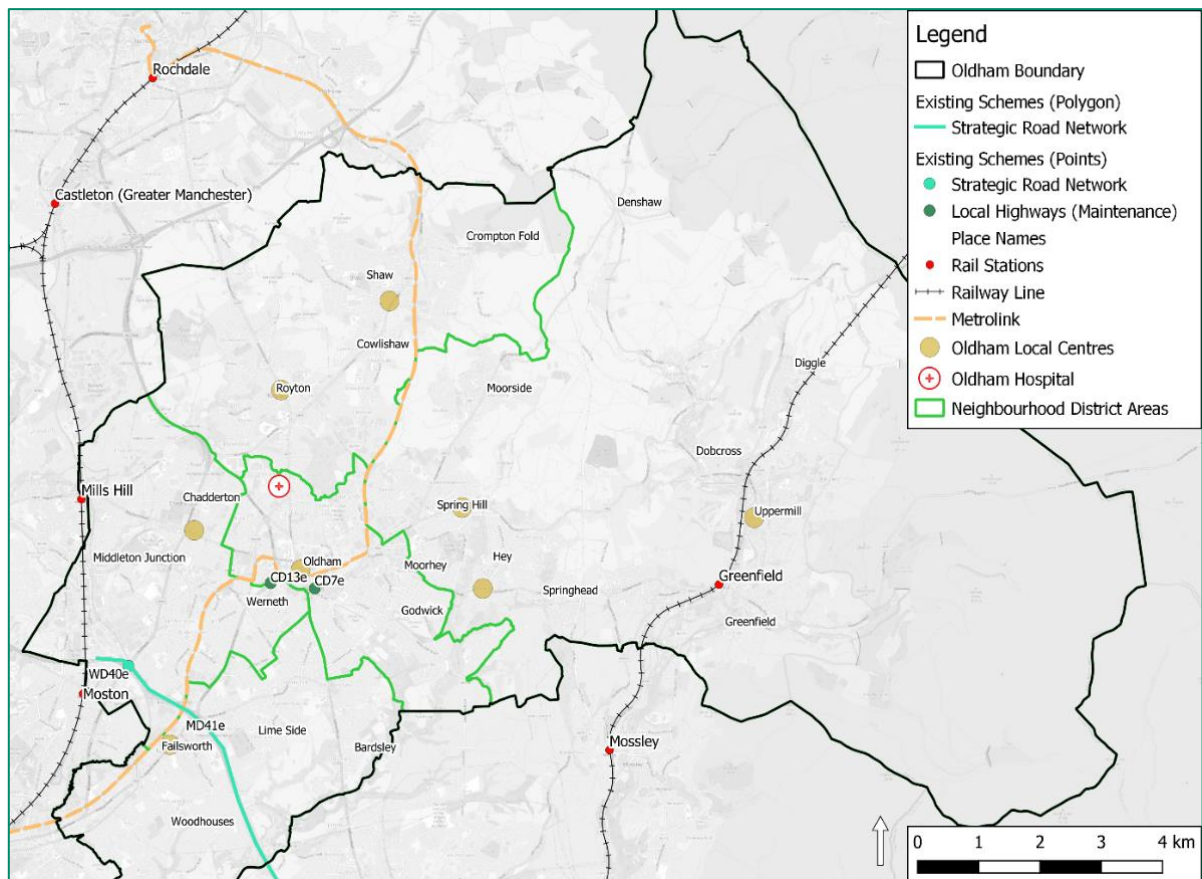 Legend
Oldham Boundary
Existing Schemes (Polygon)
Strategic Road Network
Existing Schemes (Points)
Strategic Road Network
Local Highways (Maintenance)
Place Names
Rail Stations
Railway Line
Metrolink
Oldham Local Centres
Oldham Hospital
Neighbourhood District Areas
Rochdale
Castleton (Greater Manchester)
Denshaw
Crompton Fold
Shaw
Cowlishaw
Diggle
Royton
Moorside
Dobcross
Mills Hill
Chadderton
Spring Hill
Uppermill
Middleton Junction
Oldham
Moorhey
Hey
CD13e
CD7e
Werneth
Godwick
Springhead
Greenfield
Greenfield
WD40e
Moston
MD41e
Lime Side
Failsworth
Bardsley
Mossley
Woodhouses
0 1 2 3 4 km